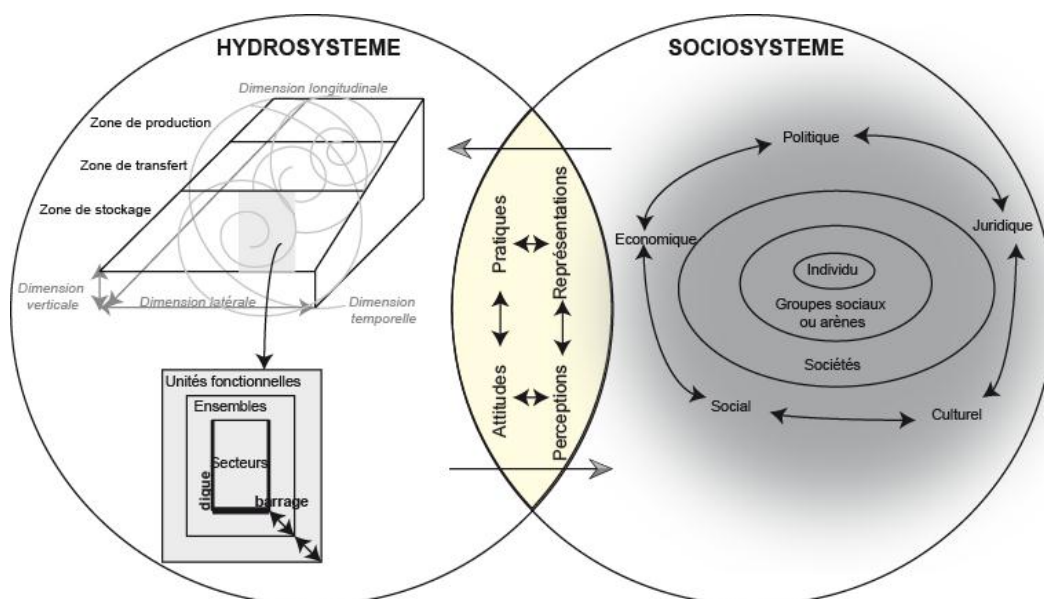 HYDROSYSTEME
SOCIOSYSTEME
Dimension longitudinale
Zone de production
Zone de transfert
Zone de stockage
Dimension
verticale
Dimension latérale
Dimension
temporelle
Unités fonctionnelles
Ensembles
Secteurs
dique
barrage
Pratiques
Représentations
Attitudes
Perceptions
Politique
Economique
Juridique
Individu
Groupes sociaux
ou arènes
Sociétés
Social
Culturel